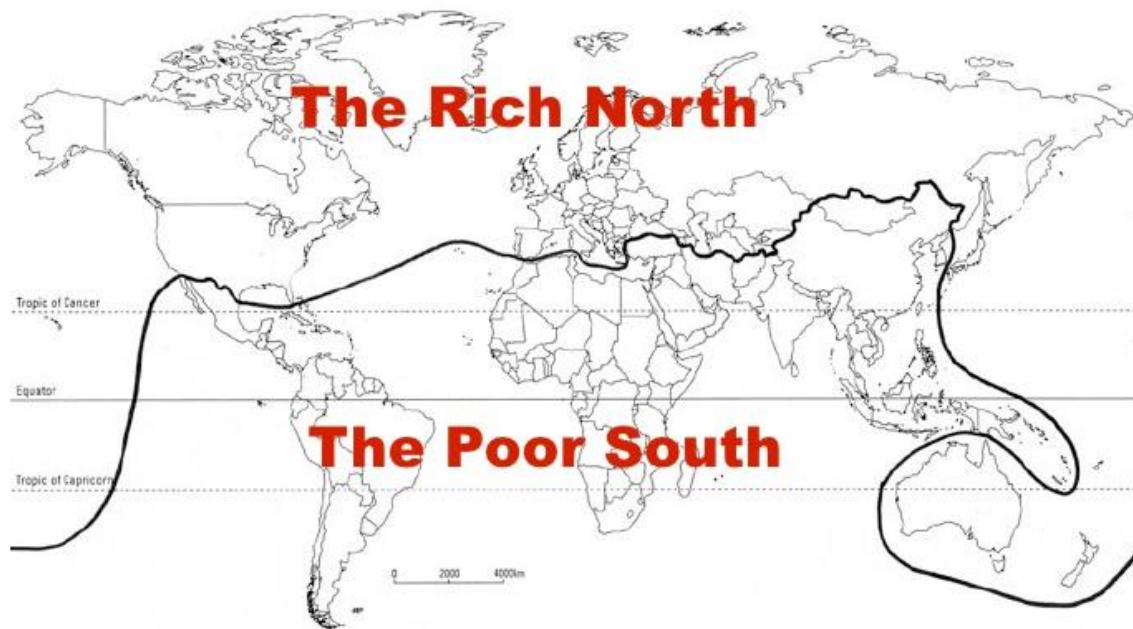 The Rich North
Tropic of Cancer
Equator
The Poor South
Tropic of Capricorn
0 2000 4000km